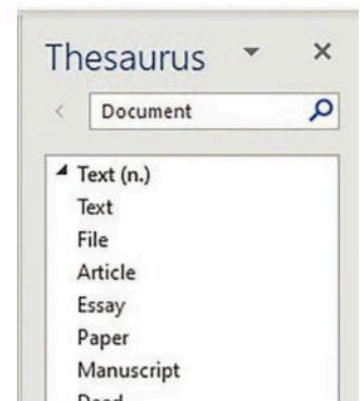 Thesaurus
Document
Text (n.)
Text
File
Article
Essay
Paper
Manuscript